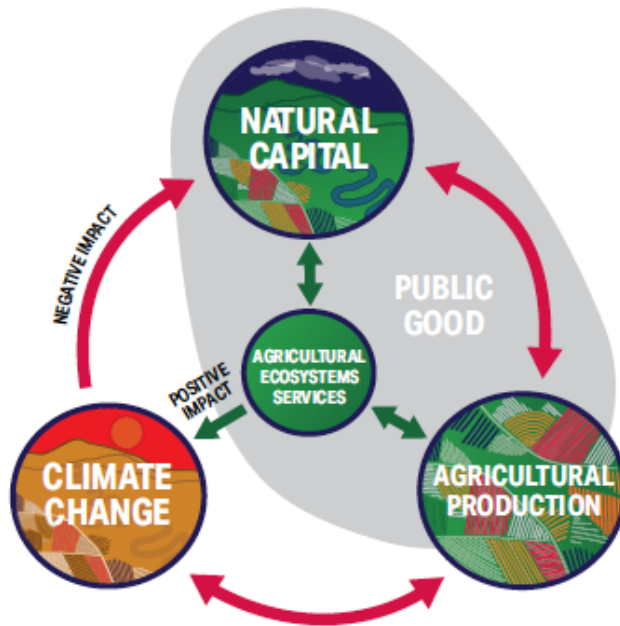 NATURAL
CAPITAL
NEGATIVE IMPACT
PUBLIC
GOOD
AGRICULTURAL
ECOSYSTEMS
SERVICES
POSITIVE
IMPACT
CLIMATE
CHANGE
AGRICULTURAL
PRODUCTION